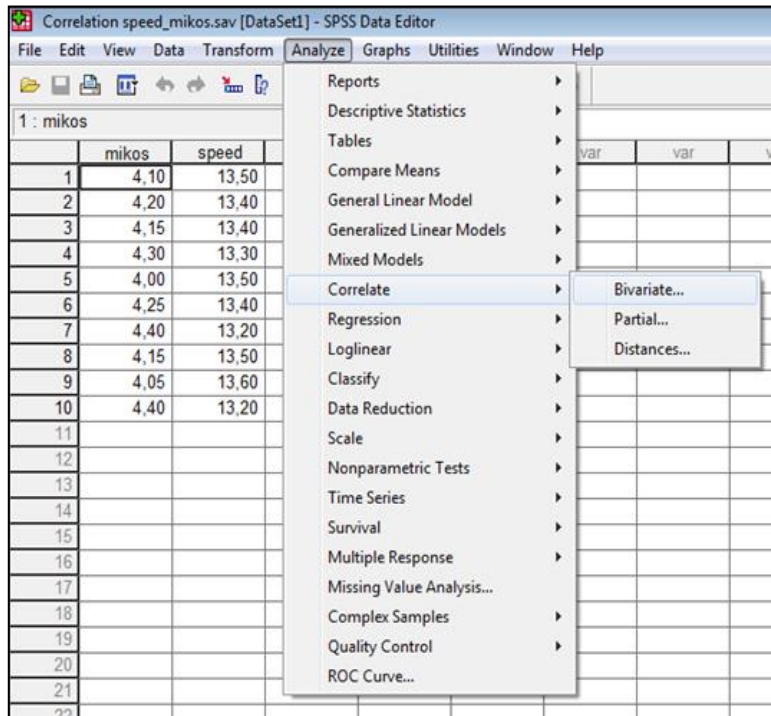 Correlation speed_mikos.sav [DataSet1] - SPSS Data Editor
File Edit View Data Transform Analyze Graphs Utilities Window Help
1 : mikos
mikos speed var var
1 4,10 13,50
2 4,20 13,40
3 4,15 13,40
4 4,30 13,30
5 4,00 13,50
6 4,25 13,40
7 4,40 13,20
8 4,15 13,50
9 4,05 13,60
10 4,40 13,20
11
12
13
14
15
16
17
18
19
20
21
22
Reports
Descriptive Statistics
Tables
Compare Means
General Linear Model
Generalized Linear Models
Mixed Models
Correlate
Regression
Loglinear
Classify
Data Reduction
Scale
Nonparametric Tests
Time Series
Survival
Multiple Response
Missing Value Analysis...
Complex Samples
Quality Control
ROC Curve...
Bivariate...
Partial...
Distances...